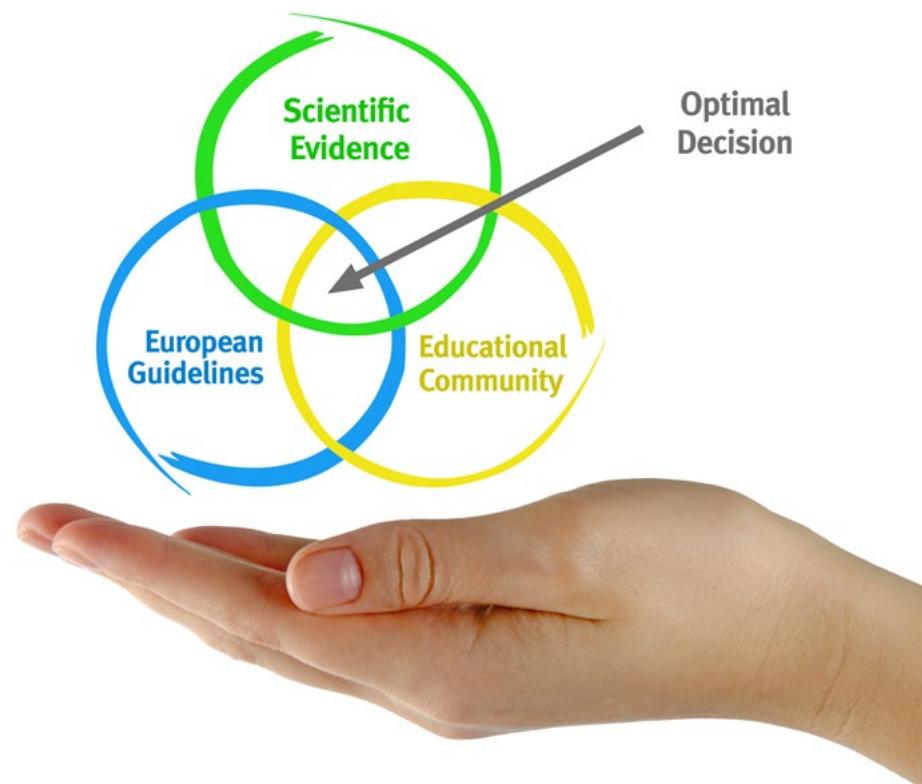 Scientific
Evidence
Optimal
Decision
European
Guidelines
Educational
Community